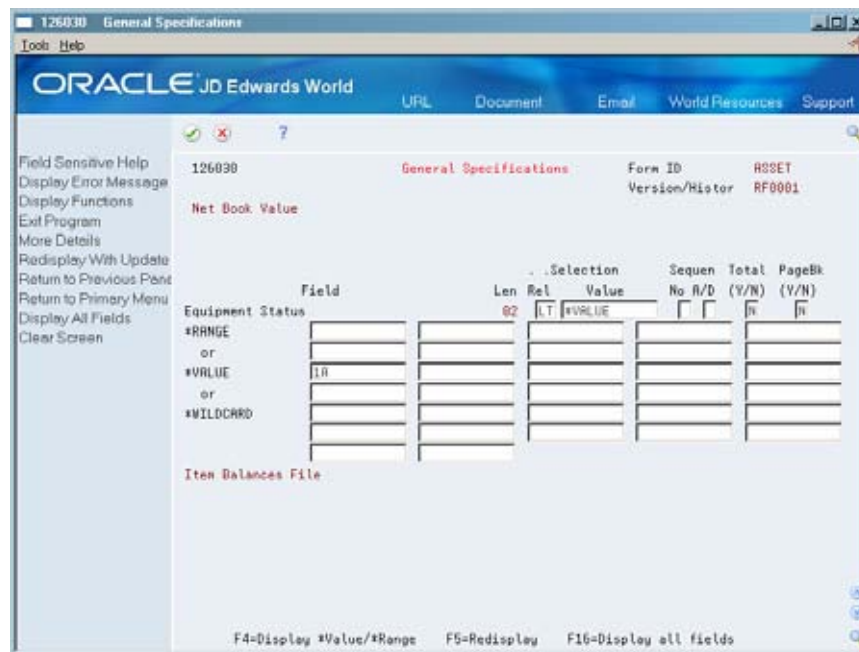 126030 General Specifications
Tools Help
ORACLE JD Edwards World
URL Document Email World Resources Support
?
Field Sensitive Help
Display Error Message
Display Functions
Exit Program
More Details
Redisplay With Update
Return to Previous Pane
Return to Primary Menu
Display All Fields
Clear Screen
126030 General Specifications Form ID ASSET
Version/Histor RF0001
Net Book Value
. .Selection Sequen Total PageBk
Field Len Rel Value No A/D (Y/N) (Y/N)
Equipment Status 02 LT *VALUE N N
*RANGE
or
*VALUE 1A
or
*WILDCARD
Item Balances File
F4=Display *Value/*Range F5=Redisplay F16=Display all fields